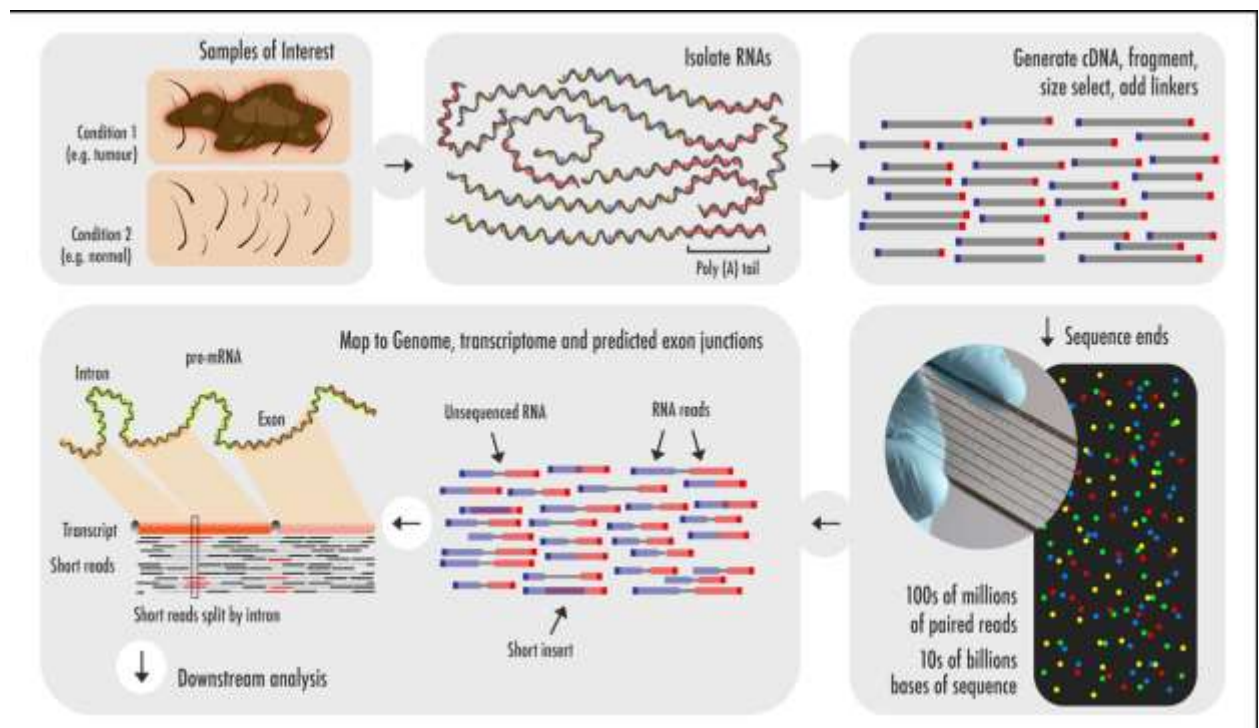 Samples of Interest
Condition 1
(e.g. tumour)
Condition 2
(e.g. normal)
Isolate RNAs
Poly (A) tail
Generate cDNA, fragment,
size select, add linkers
Sequence ends
100s of millions
of paired reads
10s of billions
bases of sequence
Map to Genome, transcriptome and predicted exon junctions
Unsequenced RNA
RNA reads
Short insert
pre-mRNA
Intron
Exon
Transcript
Short reads
Short reads split by intron
Downstream analysis